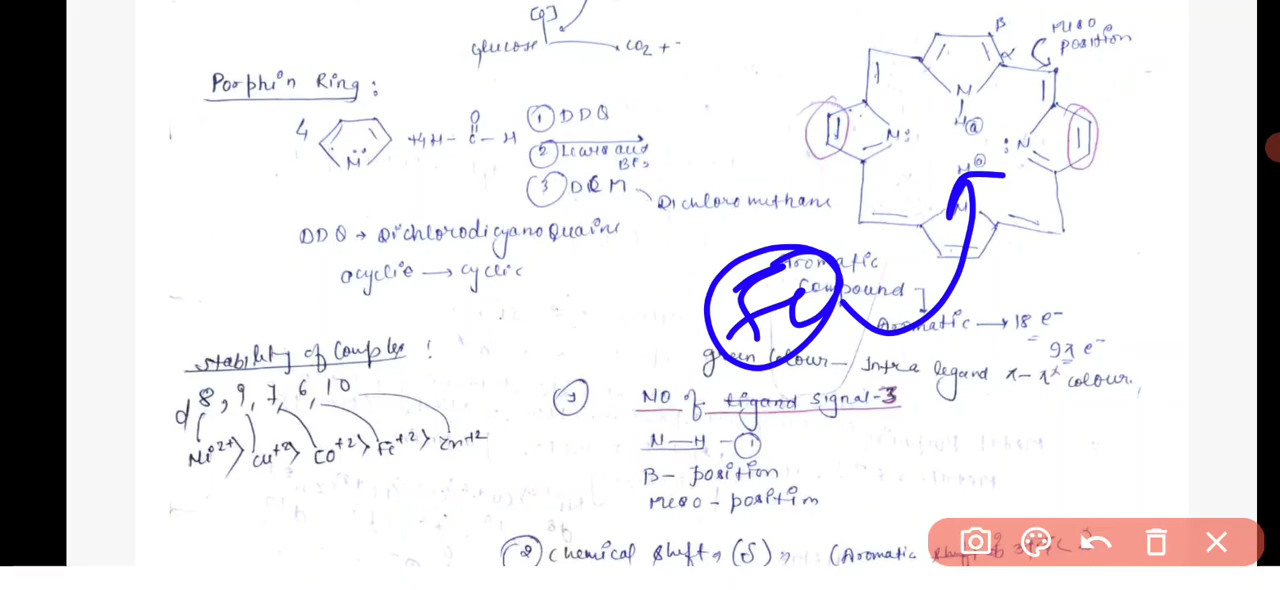 [O]
glucose → CO2 +
Porphin Ring :
4 N +4H - C - H
O
① DDQ
② Lewis acid
BF3
③ DCM
Dichloro methane
DDQ → Dichlorodicyano Quaine
acyclic → cyclic
B
meso
position
α
N
H ⓐ
N:
:N
H ⓐ
N
Aromatic
Compound
Fe
Aromatic → 18 e-
9π e-
green colour - Intra ligand π-π* colour.
stability of complex !
d 8, 9, 7, 6, 10
Ni2+> Cu+2> Co+2> Fe+2> Zn+2
① NO of ligand signal-3
N-H - ①
B- position
meso - position
② chemical shift, (δ), (Aromatic